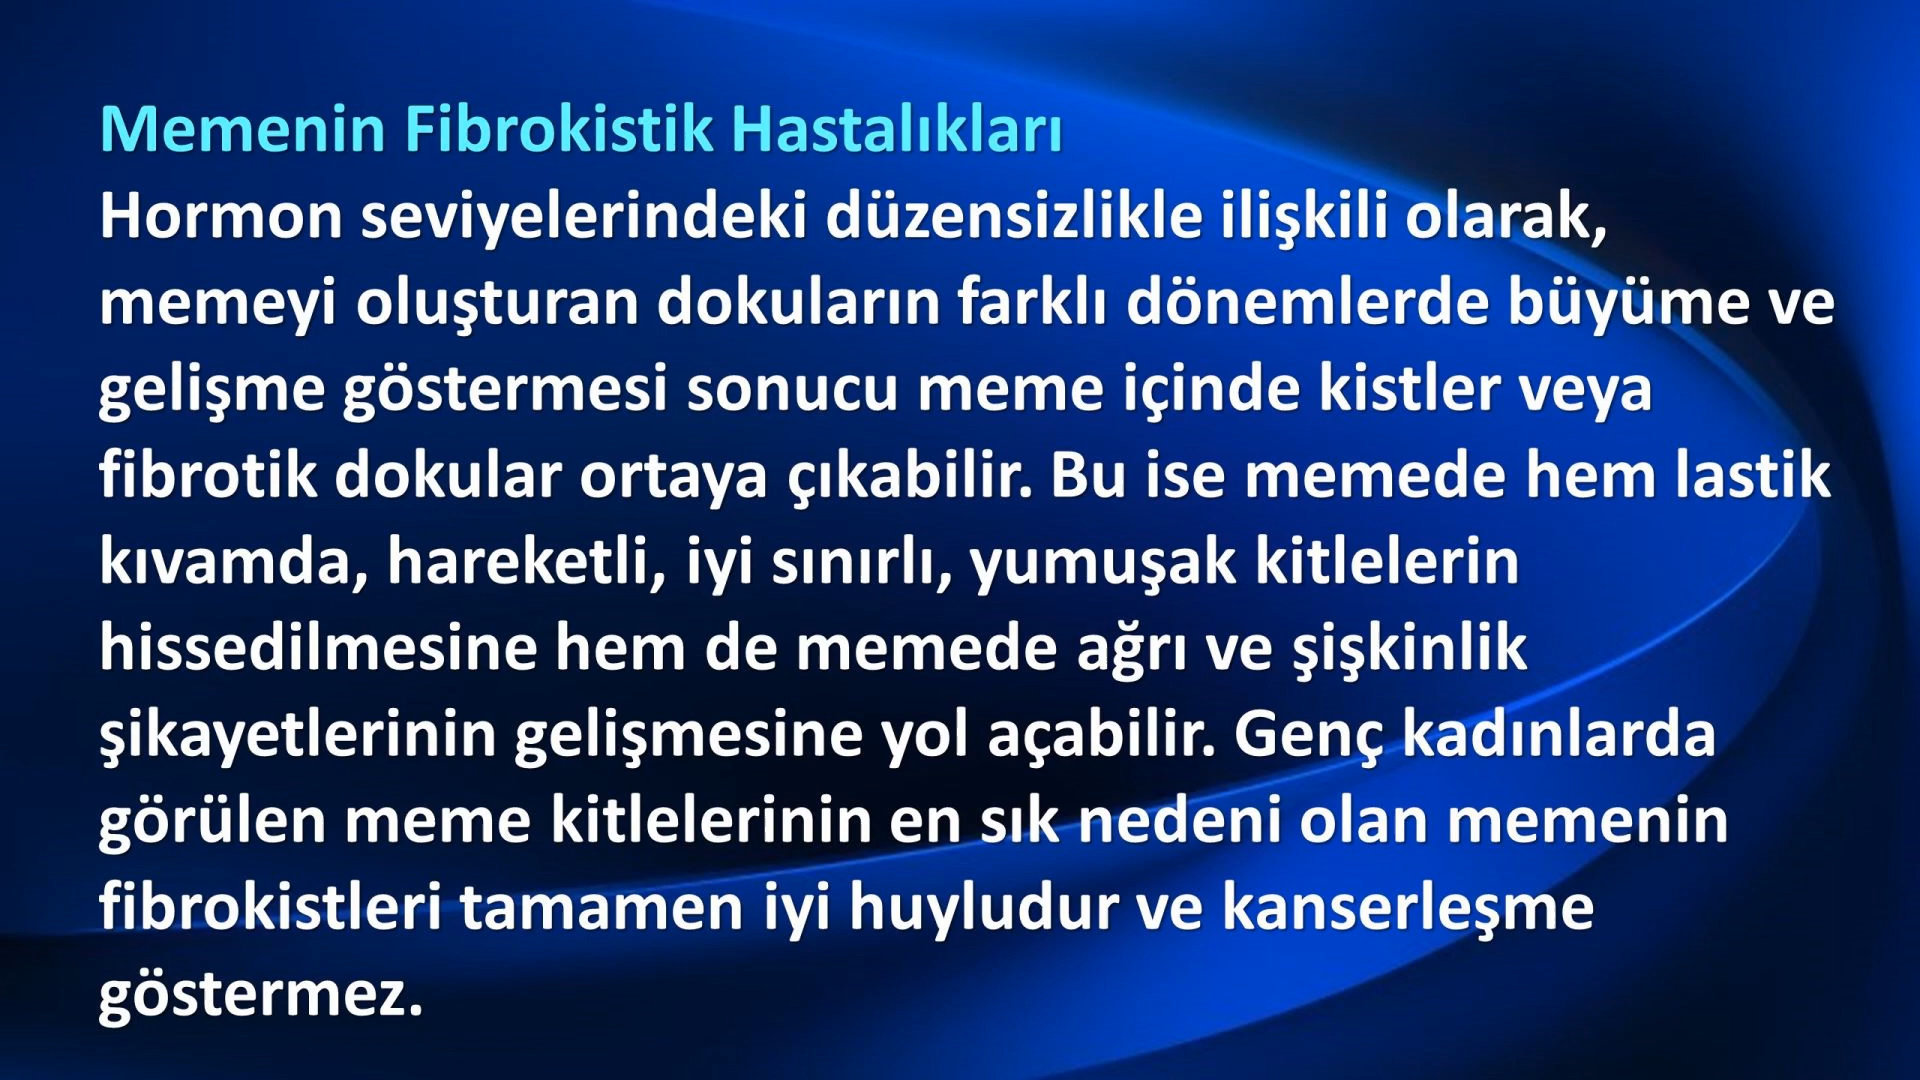 Memenin Fibrokistik Hastalıkları
Hormon seviyelerindeki düzensizlikle ilişkili olarak,
memeyi oluşturan dokuların farklı dönemlerde büyüme ve
gelişme göstermesi sonucu meme içinde kistler veya
fibrotik dokular ortaya çıkabilir. Bu ise memede hem lastik
kıvamda, hareketli, iyi sınırlı, yumuşak kitlelerin
hissedilmesine hem de memede ağrı ve şişkinlik
şikayetlerinin gelişmesine yol açabilir. Genç kadınlarda
görülen meme kitlelerinin en sık nedeni olan memenin
fibrokistleri tamamen iyi huyludur ve kanserleşme
göstermez.